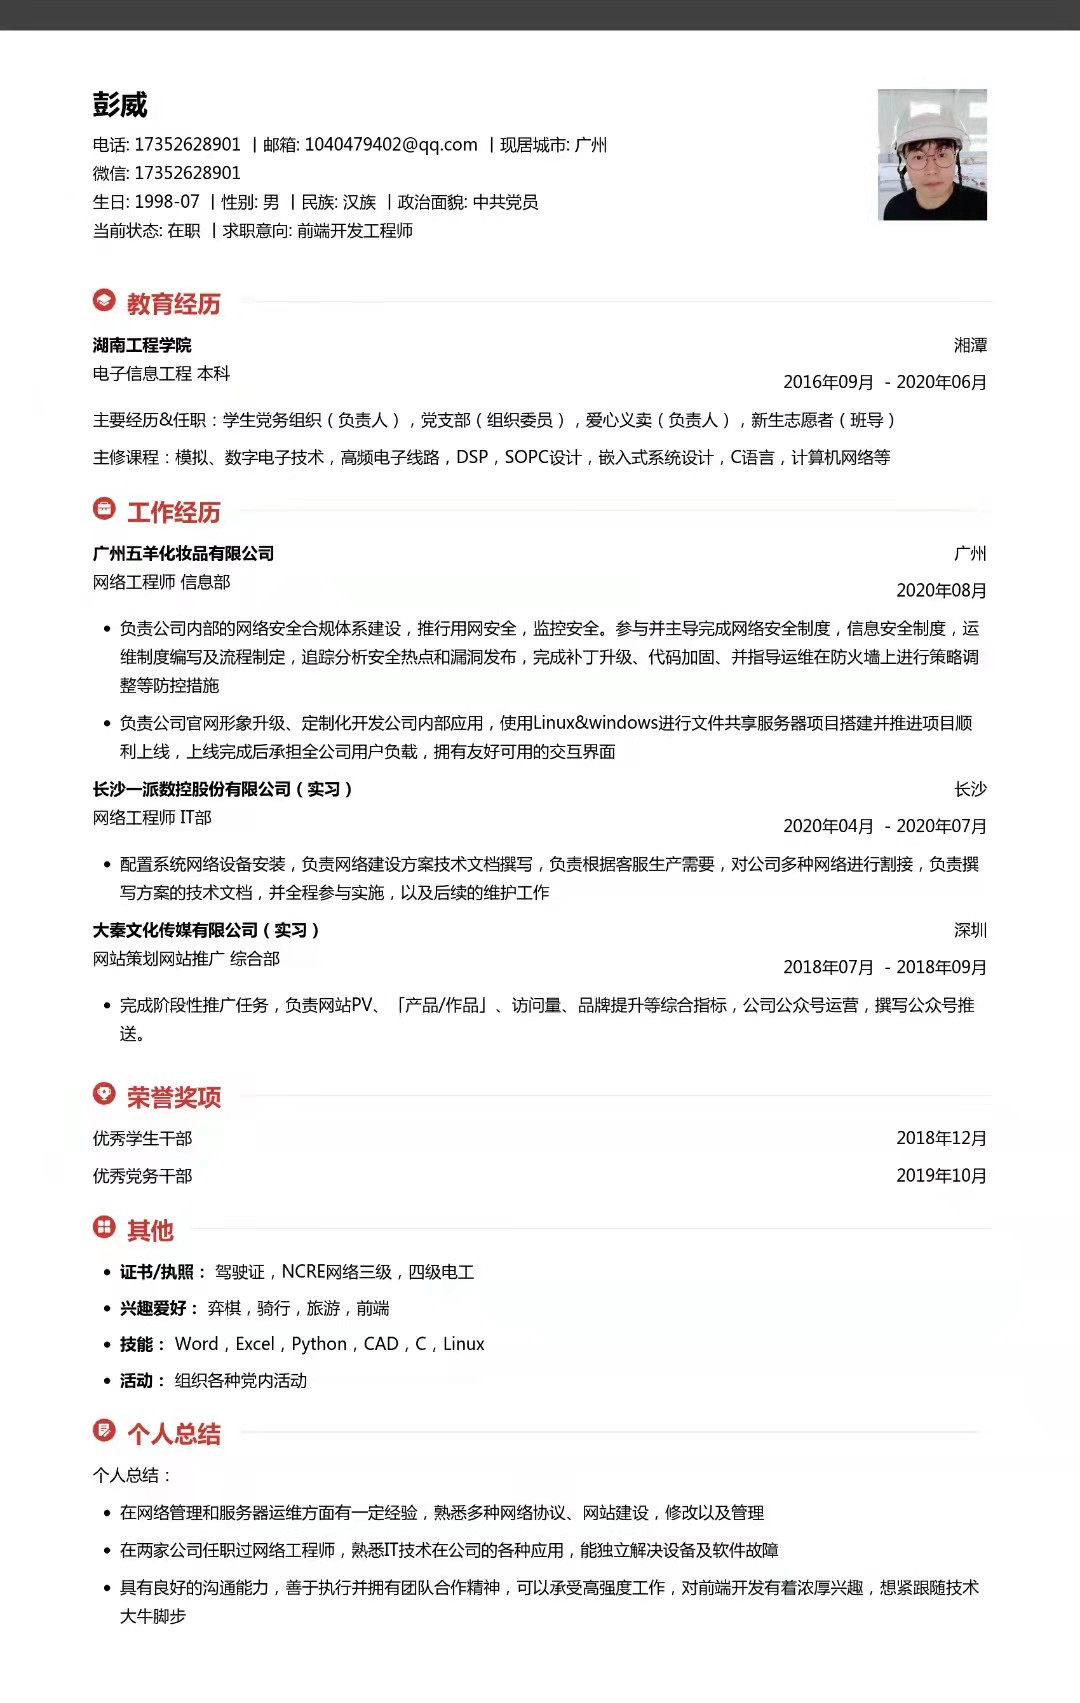 彭威
电话: 17352628901 | 邮箱: 1040479402@qq.com | 现居城市: 广州
微信: 17352628901
生日: 1998-07 | 性别: 男 | 民族: 汉族 | 政治面貌: 中共党员
当前状态: 在职 | 求职意向: 前端开发工程师
教育经历
湖南工程学院 湘潭
电子信息工程 本科
2016年09月 - 2020年06月
主要经历&任职：学生党务组织（负责人），党支部（组织委员），爱心义卖（负责人），新生志愿者（班导）
主修课程：模拟、数字电子技术，高频电子线路，DSP，SOPC设计，嵌入式系统设计，C语言，计算机网络等
工作经历
广州五羊化妆品有限公司 广州
网络工程师 信息部
2020年08月
• 负责公司内部的网络安全合规体系建设，推行用网安全，监控安全。参与并主导完成网络安全制度，信息安全制度，运
维制度编写及流程制定，追踪分析安全热点和漏洞发布，完成补丁升级、代码加固、并指导运维在防火墙上进行策略调
整等防控措施
• 负责公司官网形象升级、定制化开发公司内部应用，使用Linux&windows进行文件共享服务器项目搭建并推进项目顺
利上线，上线完成后承担全公司用户负载，拥有友好可用的交互界面
长沙一派数控股份有限公司（实习） 长沙
网络工程师 IT部
2020年04月 - 2020年07月
• 配置系统网络设备安装，负责网络建设方案技术文档撰写，负责根据客服生产需要，对公司多种网络进行割接，负责撰
写方案的技术文档，并全程参与实施，以及后续的维护工作
大秦文化传媒有限公司（实习） 深圳
网站策划网站推广 综合部
2018年07月 - 2018年09月
• 完成阶段性推广任务，负责网站PV、「产品/作品」、访问量、品牌提升等综合指标，公司公众号运营，撰写公众号推
送。
荣誉奖项
优秀学生干部 2018年12月
优秀党务干部 2019年10月
其他
• 证书/执照： 驾驶证，NCRE网络三级，四级电工
• 兴趣爱好： 弈棋，骑行，旅游，前端
• 技能： Word，Excel，Python，CAD，C，Linux
• 活动： 组织各种党内活动
个人总结
个人总结：
• 在网络管理和服务器运维方面有一定经验，熟悉多种网络协议、网站建设，修改以及管理
• 在两家公司任职过网络工程师，熟悉IT技术在公司的各种应用，能独立解决设备及软件故障
• 具有良好的沟通能力，善于执行并拥有团队合作精神，可以承受高强度工作，对前端开发有着浓厚兴趣，想紧跟随技术
大牛脚步